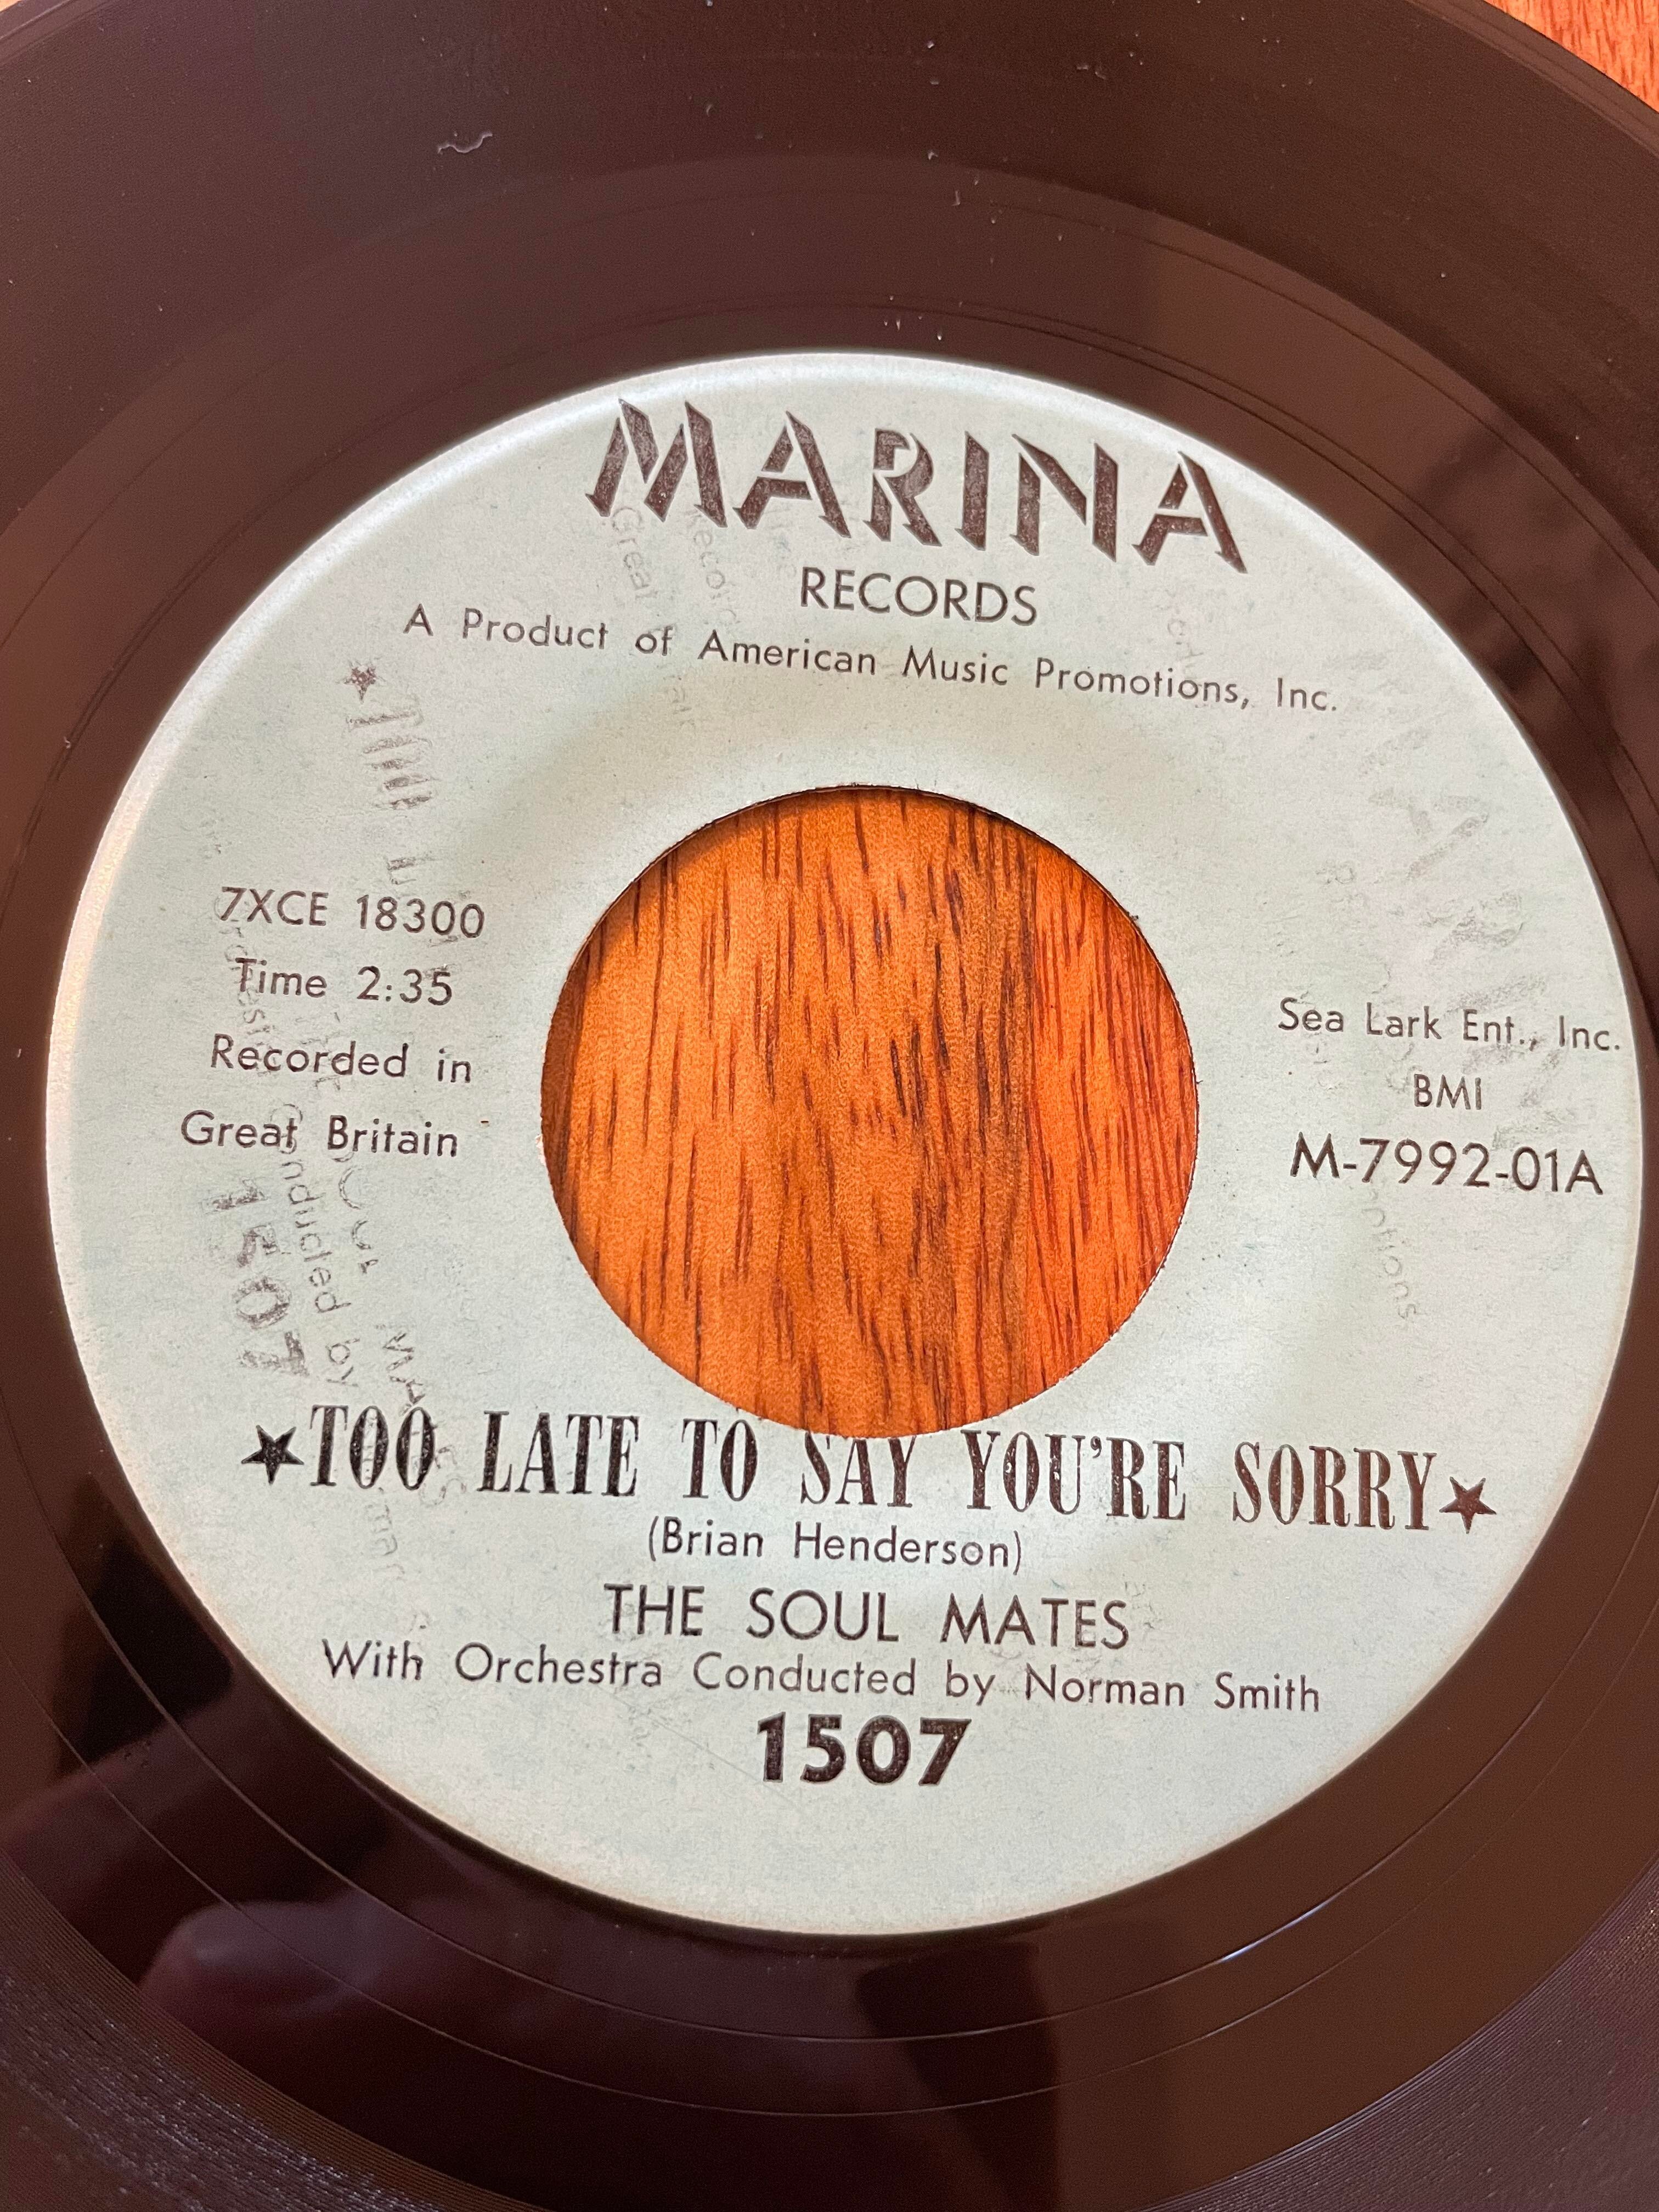 MARINA
RECORDS
A Product of American Music Promotions, Inc.
7XCE 18300
Time 2:35
Recorded in
Great Britain
Sea Lark Ent., Inc.
BMI
M-7992-01A
★TOO LATE TO SAY YOU'RE SORRY★
(Brian Henderson)
THE SOUL MATES
With Orchestra Conducted by Norman Smith
1507